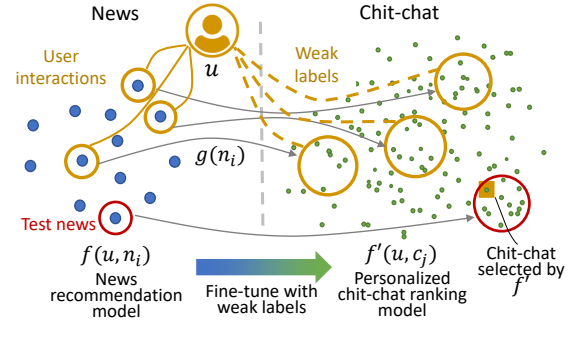 News
Chit-chat
User
interactions
u
Weak
labels
g(n_i)
Test news
f(u, n_i)
News
recommendation
model
Fine-tune with
weak labels
f′(u, c_j)
Personalized
chit-chat ranking
model
Chit-chat
selected by
f′